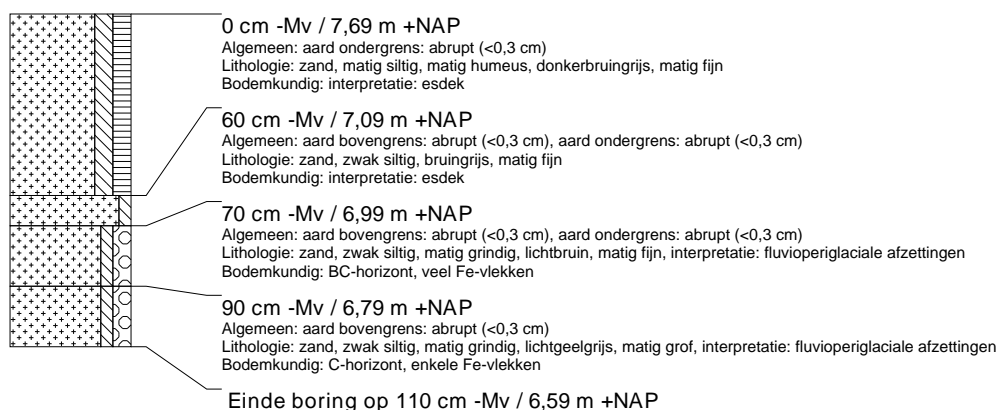 0 cm -Mv / 7,69 m +NAP
Algemeen: aard ondergrens: abrupt (<0,3 cm)
Lithologie: zand, matig siltig, matig humeus, donkerbruingrijs, matig fijn
Bodemkundig: interpretatie: esdek
60 cm -Mv / 7,09 m +NAP
Algemeen: aard bovengrens: abrupt (<0,3 cm), aard ondergrens: abrupt (<0,3 cm)
Lithologie: zand, zwak siltig, bruingrijs, matig fijn
Bodemkundig: interpretatie: esdek
70 cm -Mv / 6,99 m +NAP
Algemeen: aard bovengrens: abrupt (<0,3 cm), aard ondergrens: abrupt (<0,3 cm)
Lithologie: zand, zwak siltig, matig grindig, lichtbruin, matig fijn, interpretatie: fluvioperiglaciale afzettingen
Bodemkundig: BC-horizont, veel Fe-vlekken
90 cm -Mv / 6,79 m +NAP
Algemeen: aard bovengrens: abrupt (<0,3 cm)
Lithologie: zand, zwak siltig, matig grindig, lichtgeelgrijs, matig grof, interpretatie: fluvioperiglaciale afzettingen
Bodemkundig: C-horizont, enkele Fe-vlekken
Einde boring op 110 cm -Mv / 6,59 m +NAP